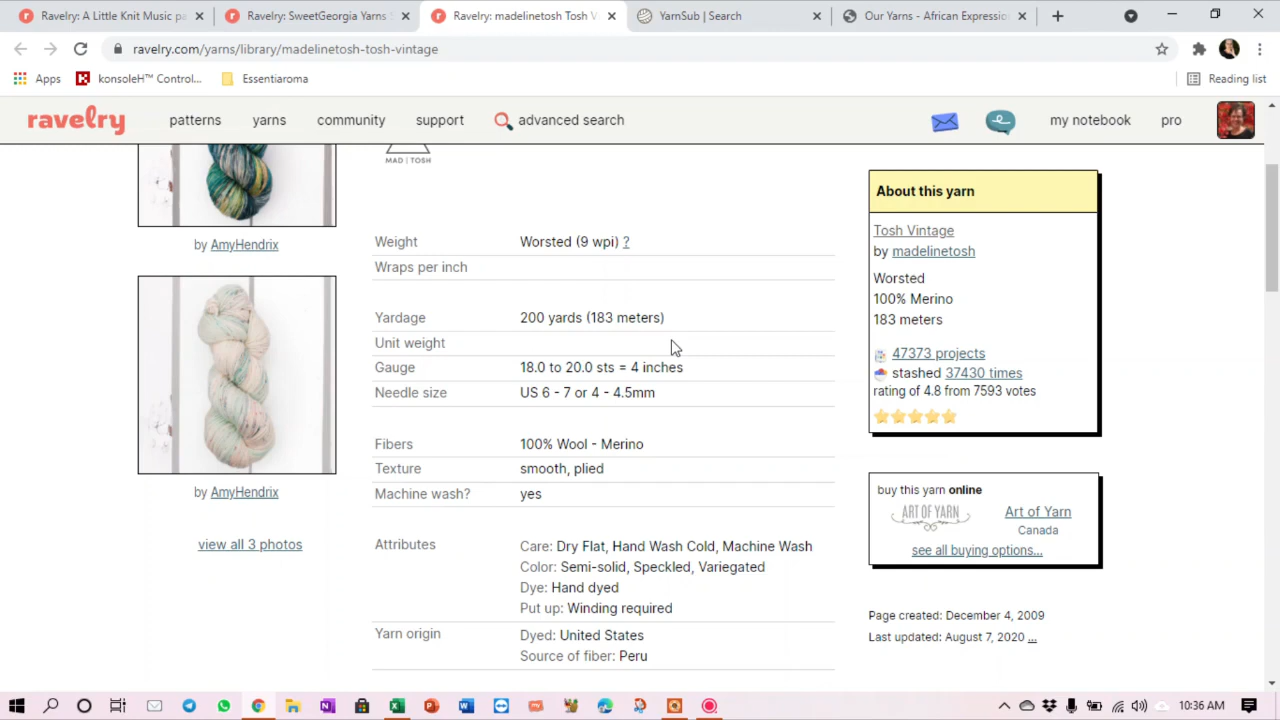 Ravelry: A Little Knit Music pa
Ravelry: SweetGeorgia Yarns S
Ravelry: madelinetosh Tosh V
YarnSub | Search
Our Yarns - African Expressio
ravelry.com/yarns/library/madelinetosh-tosh-vintage
Apps
konsoleH™ Control...
Essentiaroma
Reading list
ravelry
patterns
yarns
community
support
advanced search
my notebook
pro
MAD | TOSH
by AmyHendrix
by AmyHendrix
view all 3 photos
Weight Worsted (9 wpi) ?
Wraps per inch
Yardage 200 yards (183 meters)
Unit weight
Gauge 18.0 to 20.0 sts = 4 inches
Needle size US 6 - 7 or 4 - 4.5mm
Fibers 100% Wool - Merino
Texture smooth, plied
Machine wash? yes
Attributes Care: Dry Flat, Hand Wash Cold, Machine Wash
Color: Semi-solid, Speckled, Variegated
Dye: Hand dyed
Put up: Winding required
Yarn origin Dyed: United States
Source of fiber: Peru
About this yarn
Tosh Vintage
by madelinetosh
Worsted
100% Merino
183 meters
47373 projects
stashed 37430 times
rating of 4.8 from 7593 votes
buy this yarn online
ART OF YARN
Art of Yarn
Canada
see all buying options...
Page created: December 4, 2009
Last updated: August 7, 2020 ...
10:36 AM